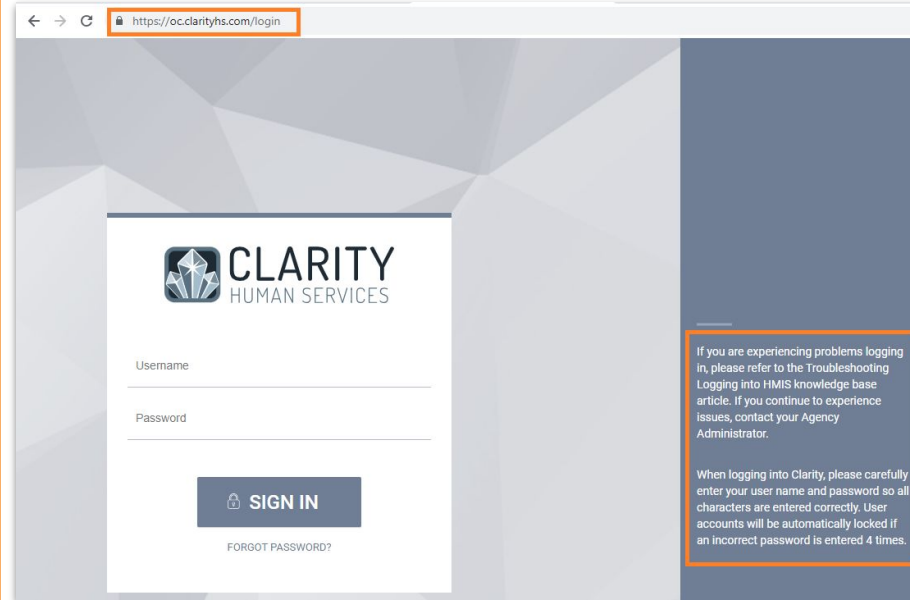 https://oc.clarityhs.com/login
CLARITY
HUMAN SERVICES
Username
Password
SIGN IN
FORGOT PASSWORD?
If you are experiencing problems logging
in, please refer to the Troubleshooting
Logging into HMIS knowledge base
article. If you continue to experience
issues, contact your Agency
Administrator.
When logging into Clarity, please carefully
enter your user name and password so all
characters are entered correctly. User
accounts will be automatically locked if
an incorrect password is entered 4 times.